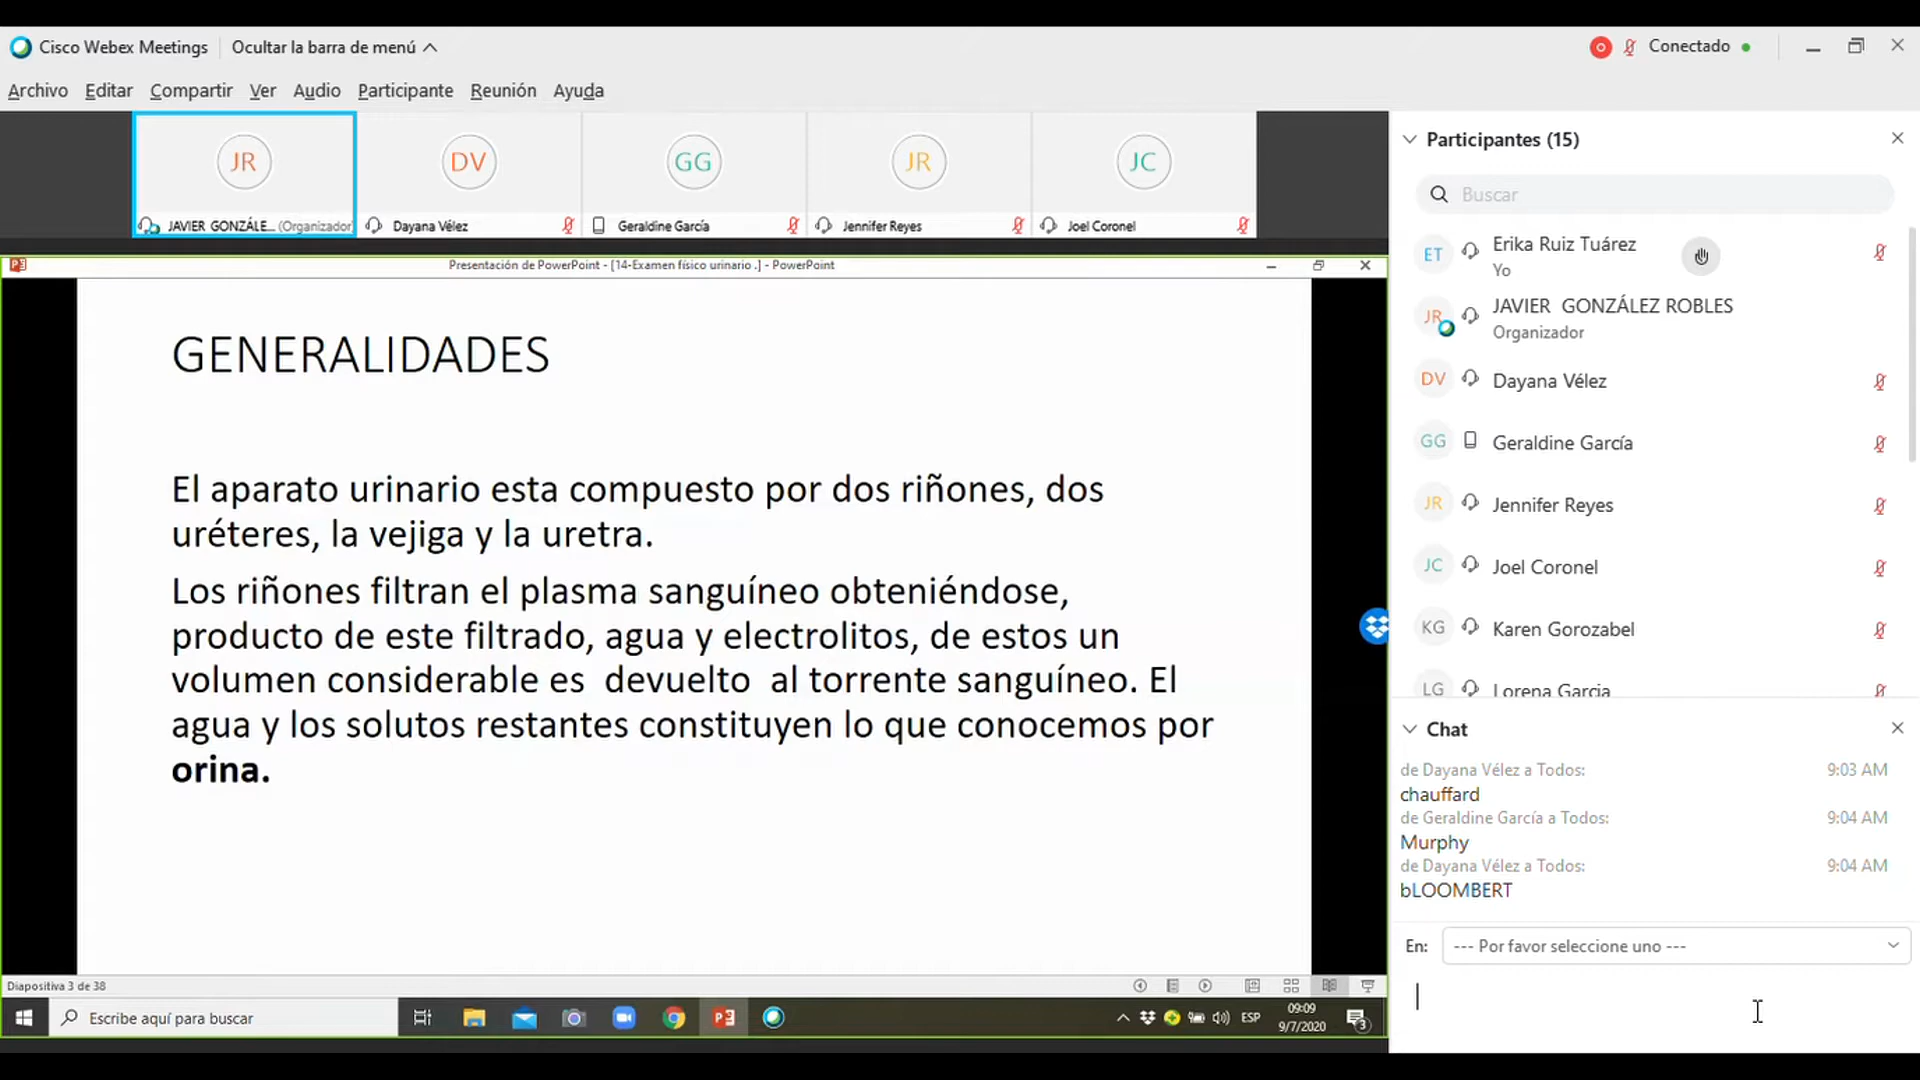 Cisco Webex Meetings
Ocultar la barra de menú
Conectado
Archivo Editar Compartir Ver Audio Participante Reunión Ayuda
JR
DV
GG
JR
JC
JAVIER GONZÁLE... (Organizador)
Dayana Vélez
Geraldine García
Jennifer Reyes
Joel Coronel
Presentación de PowerPoint - [14-Examen físico urinario .] - PowerPoint
GENERALIDADES
El aparato urinario esta compuesto por dos riñones, dos
uréteres, la vejiga y la uretra.
Los riñones filtran el plasma sanguíneo obteniéndose,
producto de este filtrado, agua y electrolitos, de estos un
volumen considerable es devuelto al torrente sanguíneo. El
agua y los solutos restantes constituyen lo que conocemos por
orina.
Diapositiva 3 de 38
Escribe aquí para buscar
ESP
09:09
9/7/2020
3
Participantes (15)
Buscar
ET
Erika Ruiz Tuárez
Yo
JR
JAVIER GONZÁLEZ ROBLES
Organizador
DV
Dayana Vélez
GG
Geraldine García
JR
Jennifer Reyes
JC
Joel Coronel
KG
Karen Gorozabel
LG
Lorena Garcia
Chat
de Dayana Vélez a Todos: 9:03 AM
chauffard
de Geraldine García a Todos: 9:04 AM
Murphy
de Dayana Vélez a Todos: 9:04 AM
bLOOMBERT
En: --- Por favor seleccione uno ---